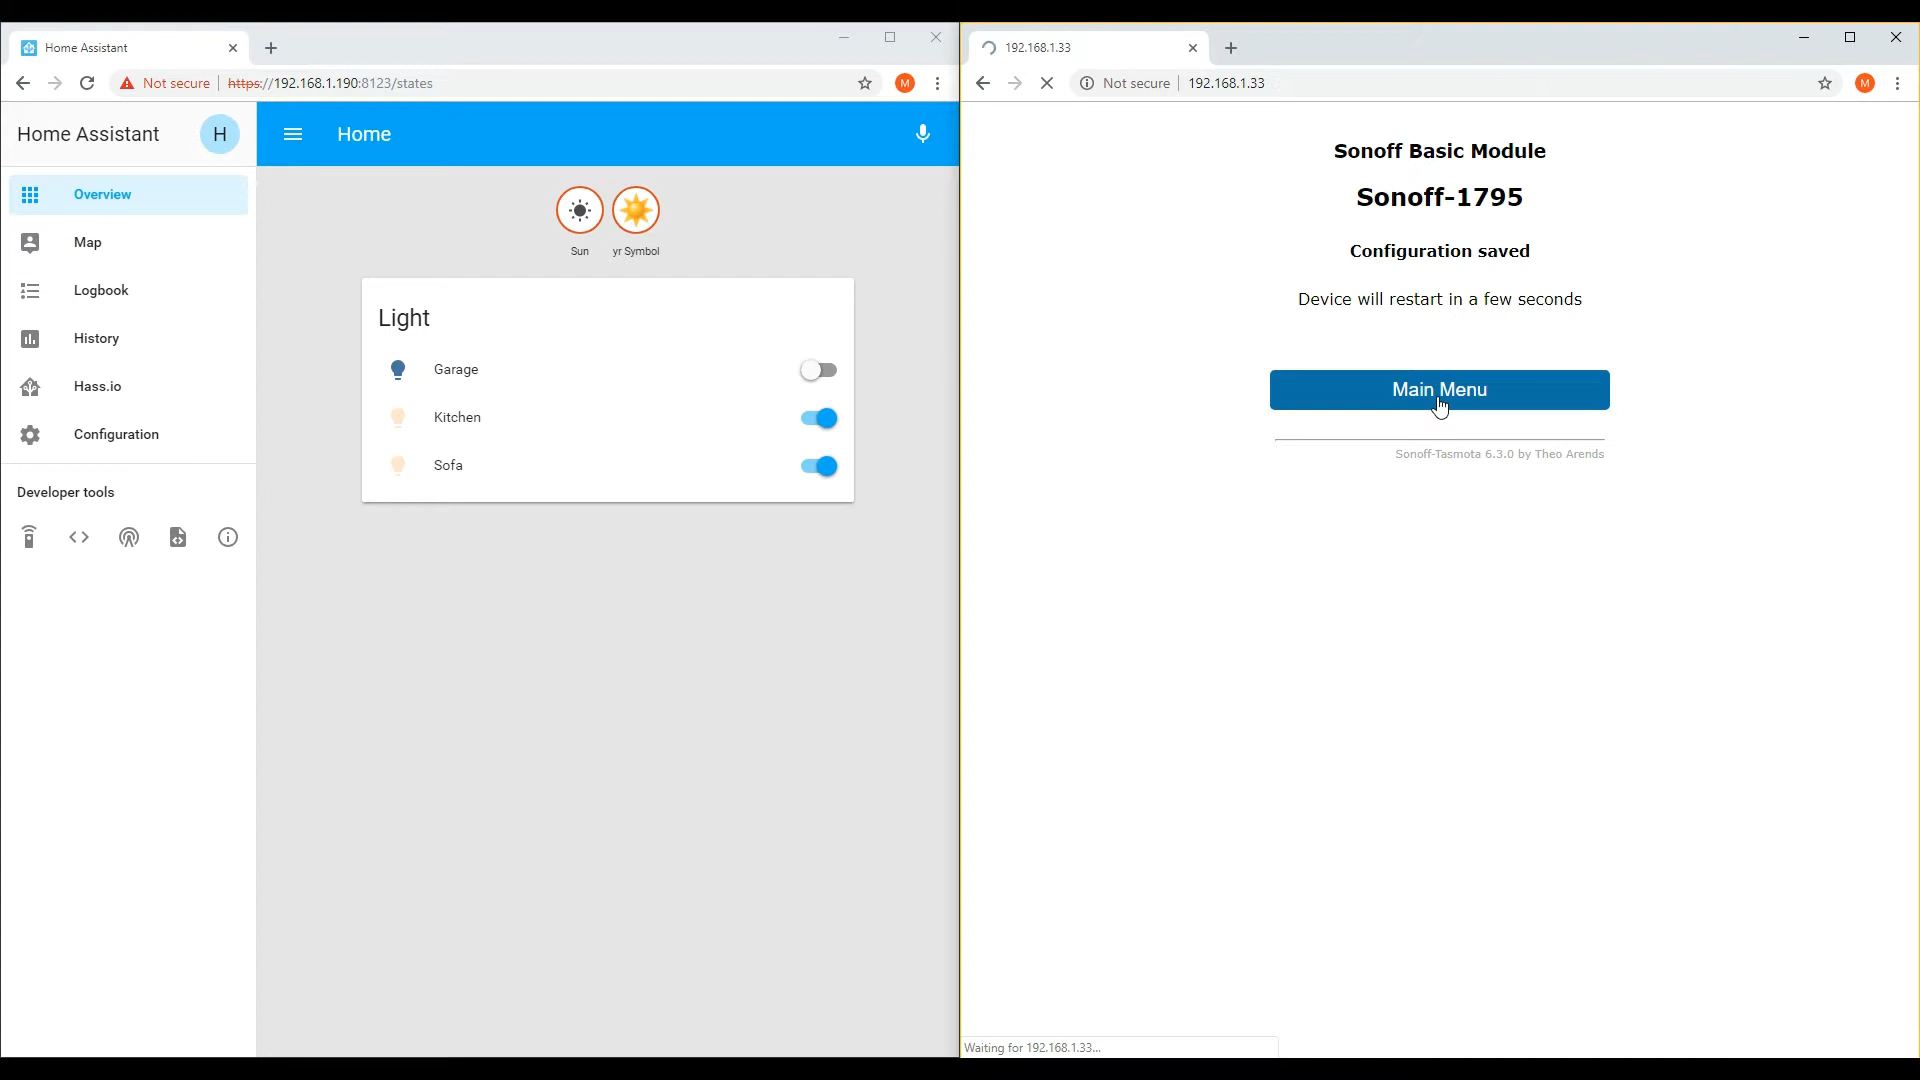 Home Assistant
Not secure
https://192.168.1.190:8123/states
M
Home Assistant
H
Home
Overview
Map
Logbook
History
Hass.io
Configuration
Developer tools
Sun
yr Symbol
Light
Garage
Kitchen
Sofa
192.168.1.33
Not secure
192.168.1.33
M
Sonoff Basic Module
Sonoff-1795
Configuration saved
Device will restart in a few seconds
Main Menu
Sonoff-Tasmota 6.3.0 by Theo Arends
Waiting for 192.168.1.33...